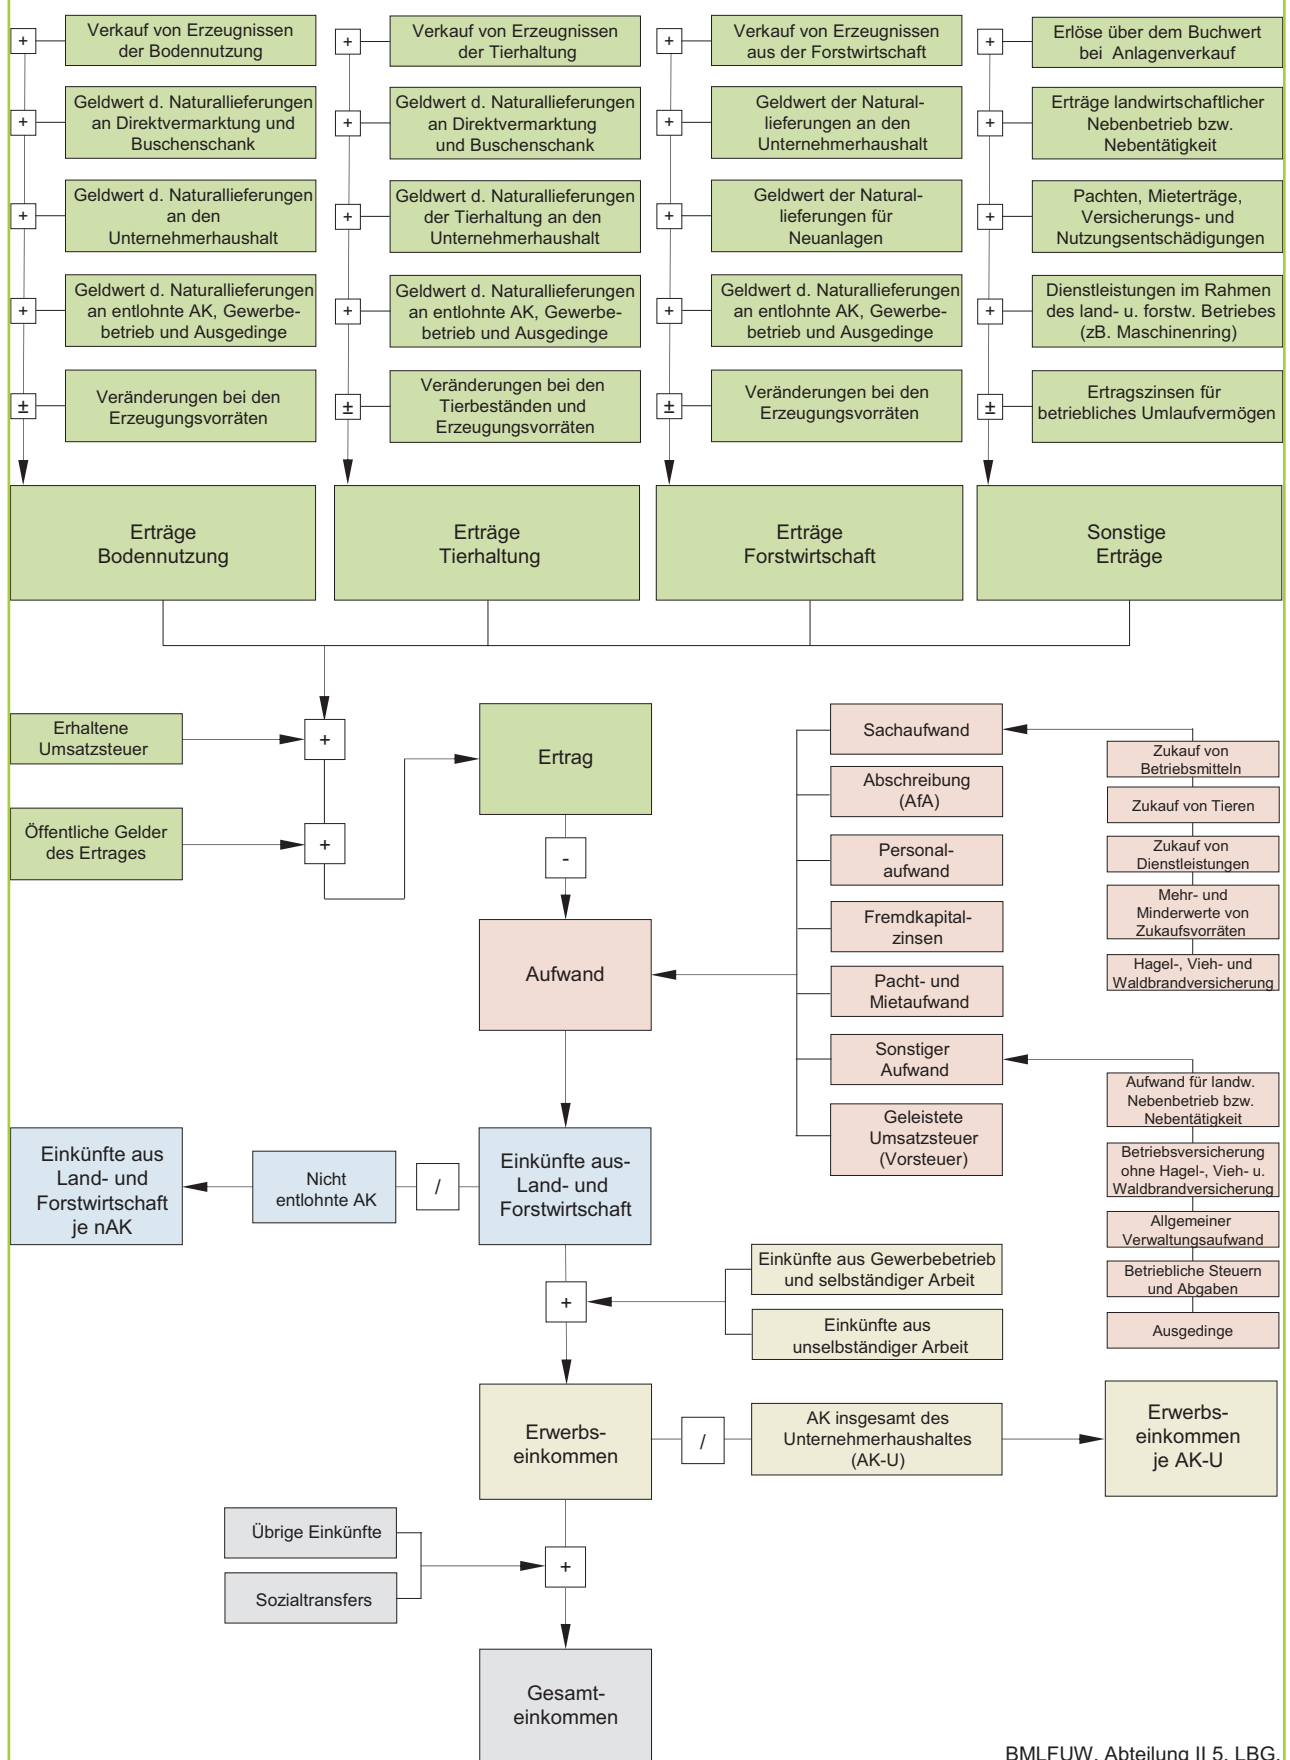 +
Verkauf von Erzeugnissen
der Bodennutzung
+
Geldwert d. Naturallieferungen
an Direktvermarktung und
Buschenschank
+
Geldwert d. Naturallieferungen
an den
Unternehmerhaushalt
+
Geldwert d. Naturallieferungen
an entlohnte AK, Gewerbe-
betrieb und Ausgedinge
±
Veränderungen bei den
Erzeugungsvorräten
Erträge
Bodennutzung
+
Verkauf von Erzeugnissen
der Tierhaltung
+
Geldwert d. Naturallieferungen
an Direktvermarktung
und Buschenschank
+
Geldwert d. Naturallieferungen
der Tierhaltung an den
Unternehmerhaushalt
+
Geldwert d. Naturallieferungen
an entlohnte AK, Gewerbe-
betrieb und Ausgedinge
±
Veränderungen bei den
Tierbeständen und
Erzeugungsvorräten
Erträge
Tierhaltung
+
Verkauf von Erzeugnissen
aus der Forstwirtschaft
+
Geldwert der Natural-
lieferungen an den
Unternehmerhaushalt
+
Geldwert der Natural-
lieferungen für
Neuanlagen
+
Geldwert d. Naturallieferungen
an entlohnte AK, Gewerbe-
betrieb und Ausgedinge
±
Veränderungen bei den
Erzeugungsvorräten
Erträge
Forstwirtschaft
+
Erlöse über dem Buchwert
bei Anlagenverkauf
+
Erträge landwirtschaftlicher
Nebenbetrieb bzw.
Nebentätigkeit
+
Pachten, Mieterträge,
Versicherungs- und
Nutzungsentschädigungen
+
Dienstleistungen im Rahmen
des land- u. forstw. Betriebes
(zB. Maschinenring)
±
Ertragszinsen für
betriebliches Umlaufvermögen
Sonstige
Erträge
Erhaltene
Umsatzsteuer
+
Öffentliche Gelder
des Ertrages
+
Ertrag
-
Aufwand
Sachaufwand
Abschreibung
(AfA)
Personal-
aufwand
Fremdkapital-
zinsen
Pacht- und
Mietaufwand
Sonstiger
Aufwand
Geleistete
Umsatzsteuer
(Vorsteuer)
Zukauf von
Betriebsmitteln
Zukauf von Tieren
Zukauf von
Dienstleistungen
Mehr- und
Minderwerte von
Zukaufsvorräten
Hagel-, Vieh- und
Waldbrandversicherung
Aufwand für landw.
Nebenbetrieb bzw.
Nebentätigkeit
Betriebsversicherung
ohne Hagel-, Vieh- u.
Waldbrandversicherung
Allgemeiner
Verwaltungsaufwand
Betriebliche Steuern
und Abgaben
Ausgedinge
Einkünfte aus
Land- und
Forstwirtschaft
je nAK
Nicht
entlohnte AK
/
Einkünfte aus-
Land- und
Forstwirtschaft
+
Einkünfte aus Gewerbebetrieb
und selbständiger Arbeit
Einkünfte aus
unselbständiger Arbeit
Erwerbs-
einkommen
/
AK insgesamt des
Unternehmerhaushaltes
(AK-U)
Erwerbs-
einkommen
je AK-U
Übrige Einkünfte
Sozialtransfers
+
Gesamt-
einkommen
BMLFUW, Abteilung II 5, LBG.